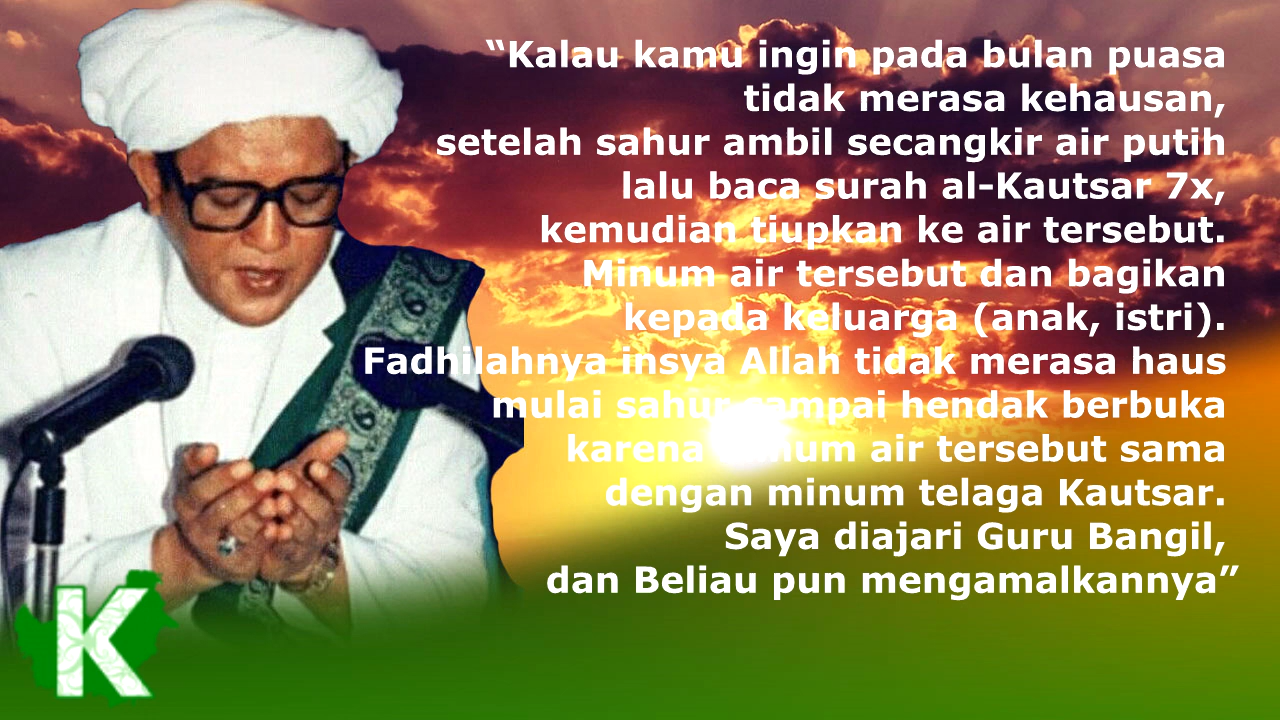 “Kalau kamu ingin pada bulan puasa
tidak merasa kehausan,
setelah sahur ambil secangkir air putih
lalu baca surah al-Kautsar 7x,
kemudian tiupkan ke air tersebut.
Minum air tersebut dan bagikan
kepada keluarga (anak, istri).
Fadhilahnya insya Allah tidak merasa haus
mulai sahur sampai hendak berbuka
karena minum air tersebut sama
dengan minum telaga Kautsar.
Saya diajari Guru Bangil,
dan Beliau pun mengamalkannya”
K